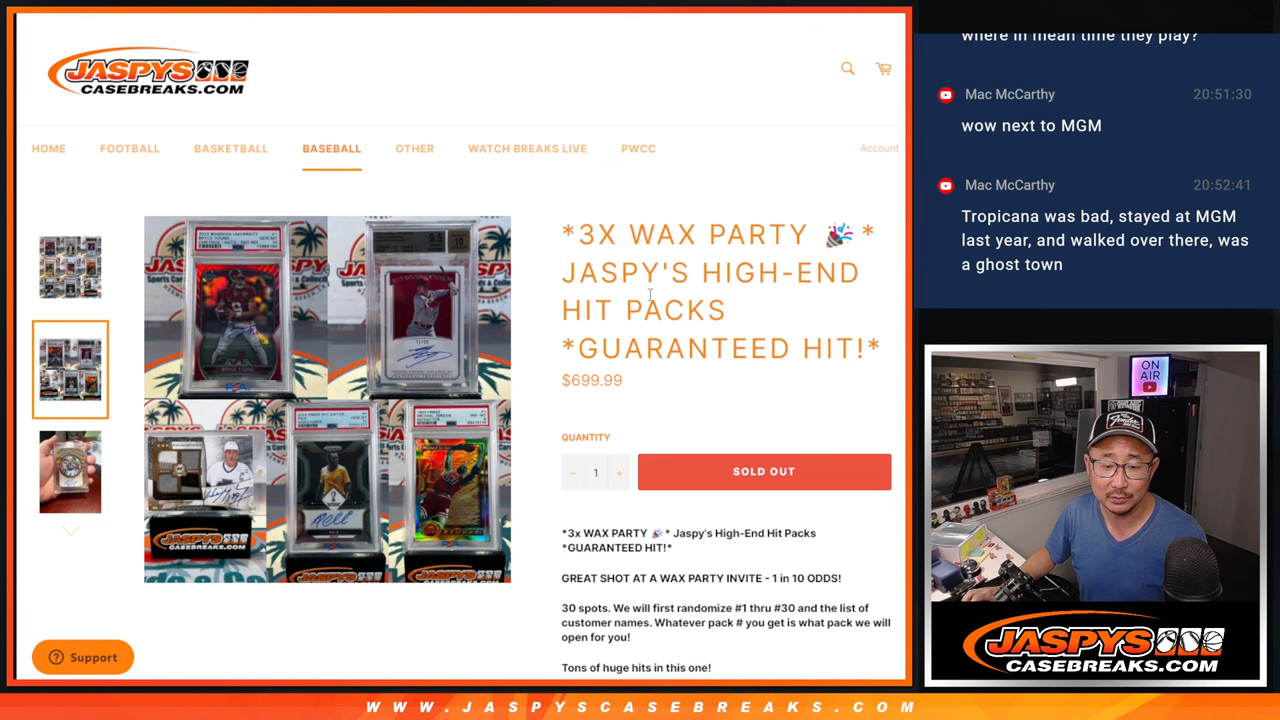 JASPYS
CASEBREAKS.COM
HOME FOOTBALL BASKETBALL BASEBALL OTHER WATCH BREAKS LIVE PWCC Account
*3X WAX PARTY 🎉 *
JASPY'S HIGH-END
HIT PACKS
*GUARANTEED HIT!*
$699.99
QUANTITY
− 1 +
SOLD OUT
*3x WAX PARTY 🎉 * Jaspy's High-End Hit Packs
*GUARANTEED HIT!*
GREAT SHOT AT A WAX PARTY INVITE - 1 in 10 ODDS!
30 spots. We will first randomize #1 thru #30 and the list of
customer names. Whatever pack # you get is what pack we will
open for you!
Tons of huge hits in this one!
Support
where in mean time they play?
Mac McCarthy 20:51:30
wow next to MGM
Mac McCarthy 20:52:41
Tropicana was bad, stayed at MGM
last year, and walked over there, was
a ghost town
ON
AIR
JASPYS
CASEBREAKS.COM
WWW.JASPYSCASEBREAKS.COM